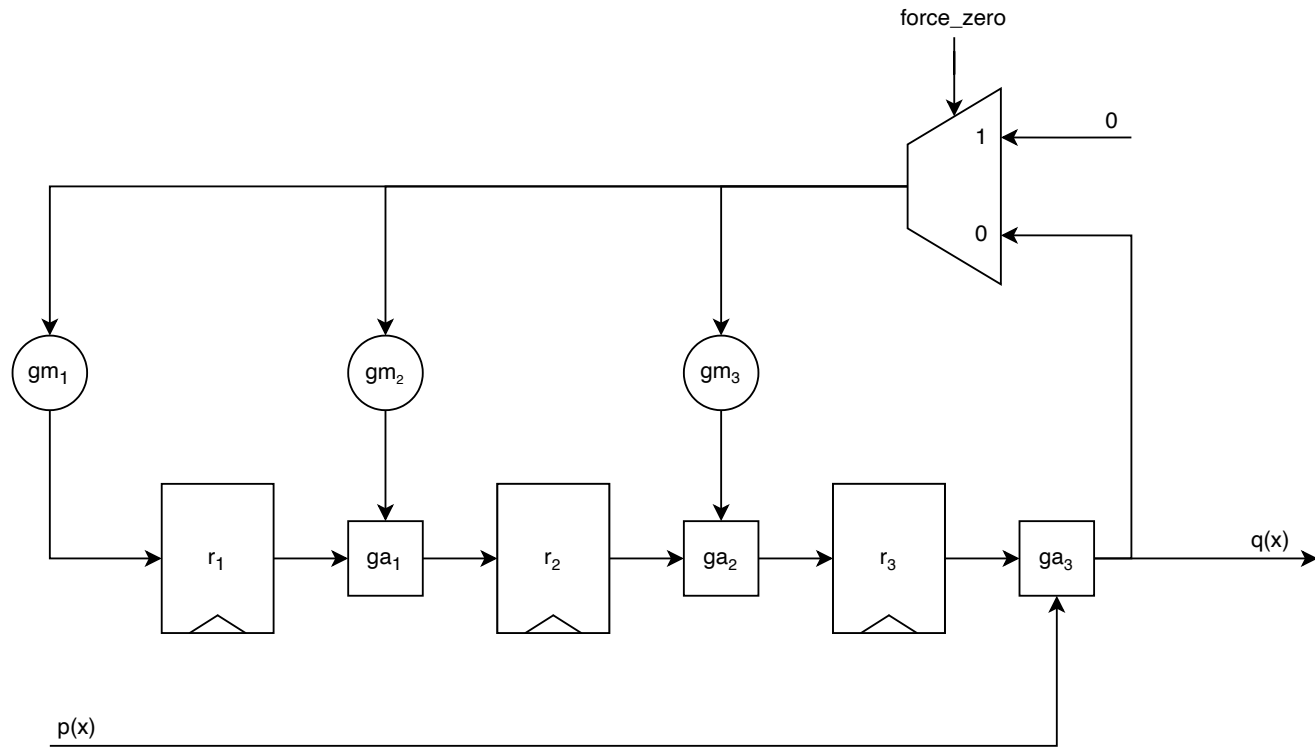 force_zero
0
1
0
gm₁
gm₂
gm₃
r₁
ga₁
r₂
ga₂
r₃
ga₃
q(x)
p(x)